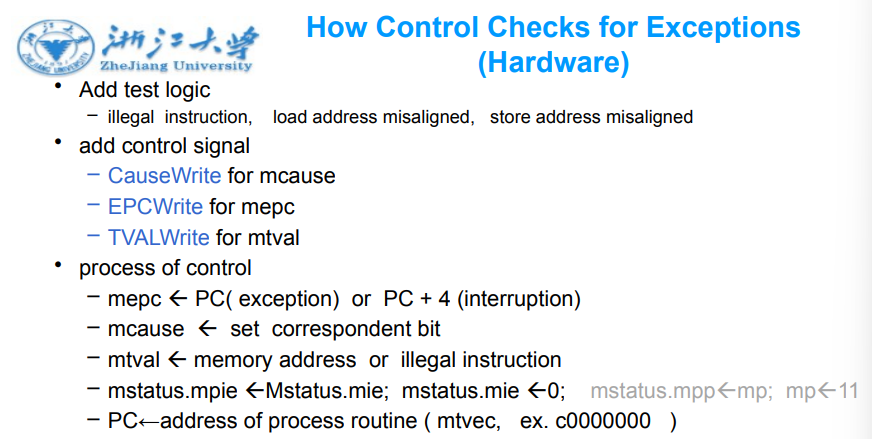 浙江大学
ZheJiang University
How Control Checks for Exceptions
(Hardware)
• Add test logic
– illegal instruction, load address misaligned, store address misaligned
• add control signal
– CauseWrite for mcause
– EPCWrite for mepc
– TVALWrite for mtval
• process of control
– mepc ← PC( exception) or PC + 4 (interruption)
– mcause ← set correspondent bit
– mtval ← memory address or illegal instruction
– mstatus.mpie ←Mstatus.mie; mstatus.mie ←0; mstatus.mpp←mp; mp←11
– PC←address of process routine ( mtvec, ex. c0000000 )